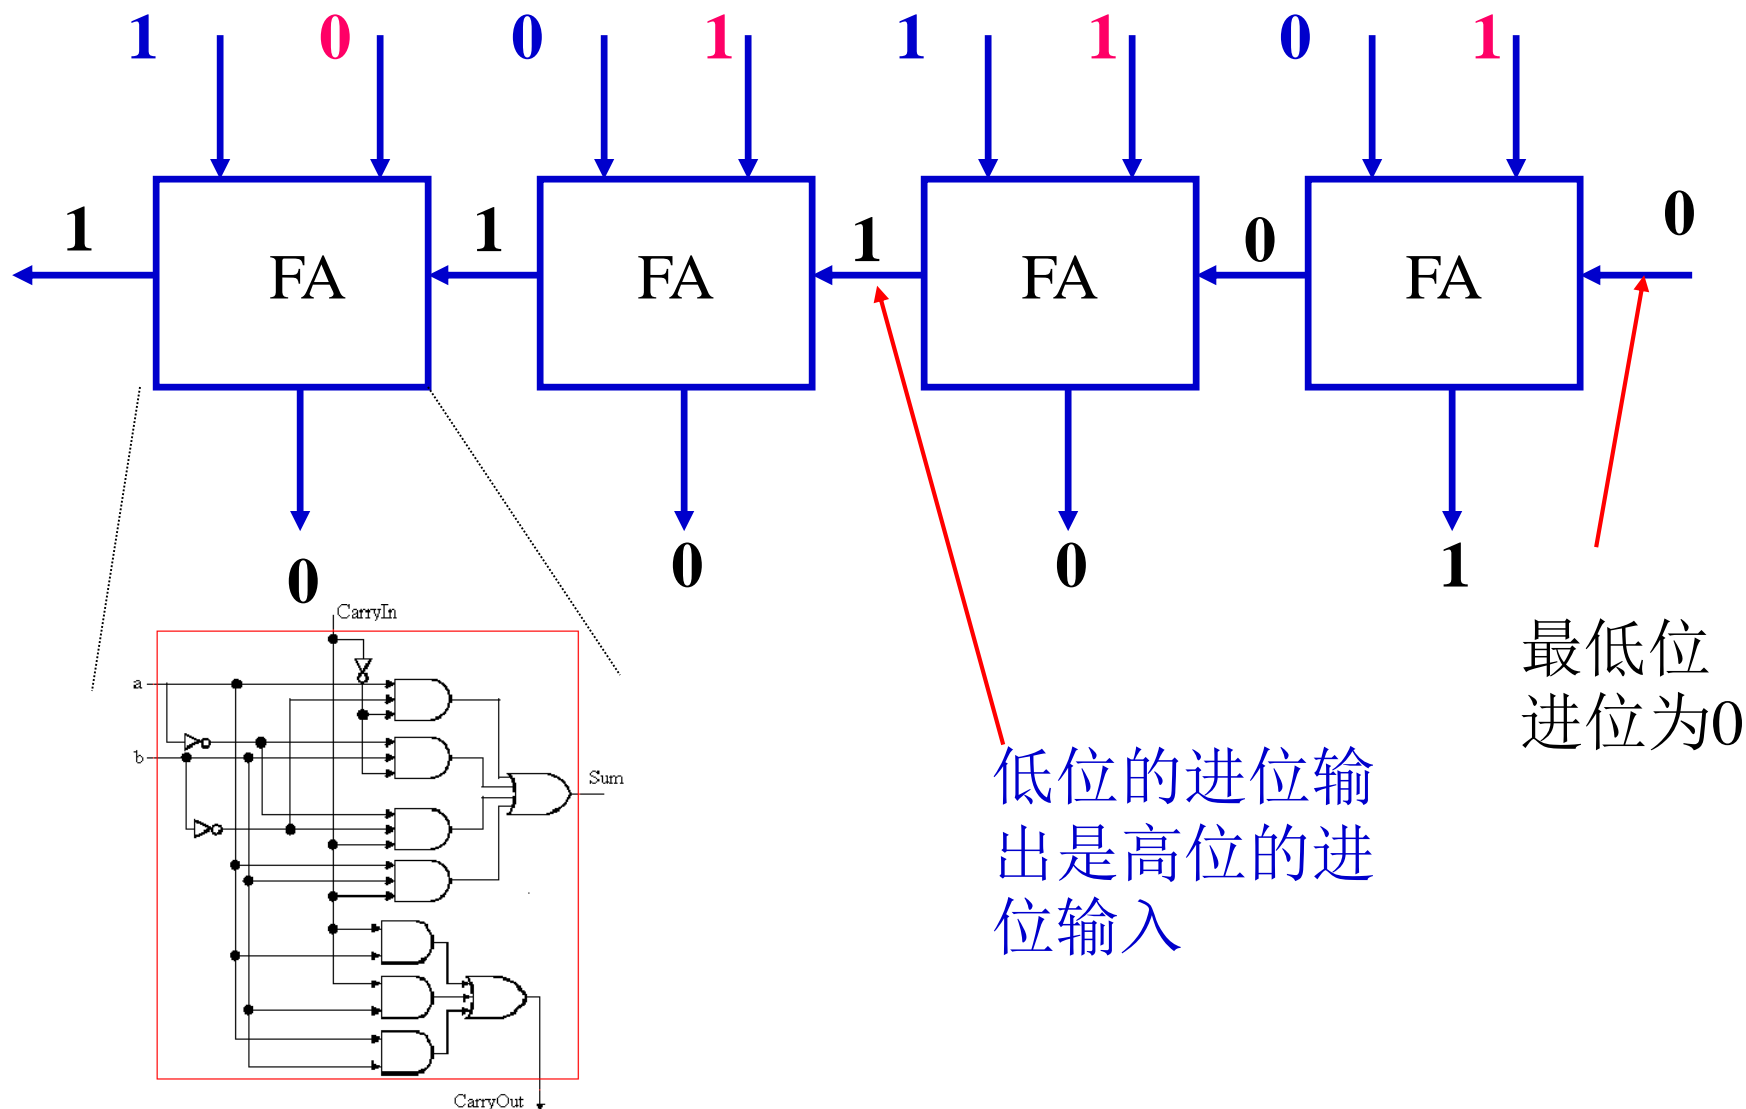 1 0 0 1 1 1 0 1
1 1 1 0 0
FA FA FA FA
0 0 0 1
最低位
进位为0
低位的进位输
出是高位的进
位输入
CarryIn
a
b
Sum
CarryOut